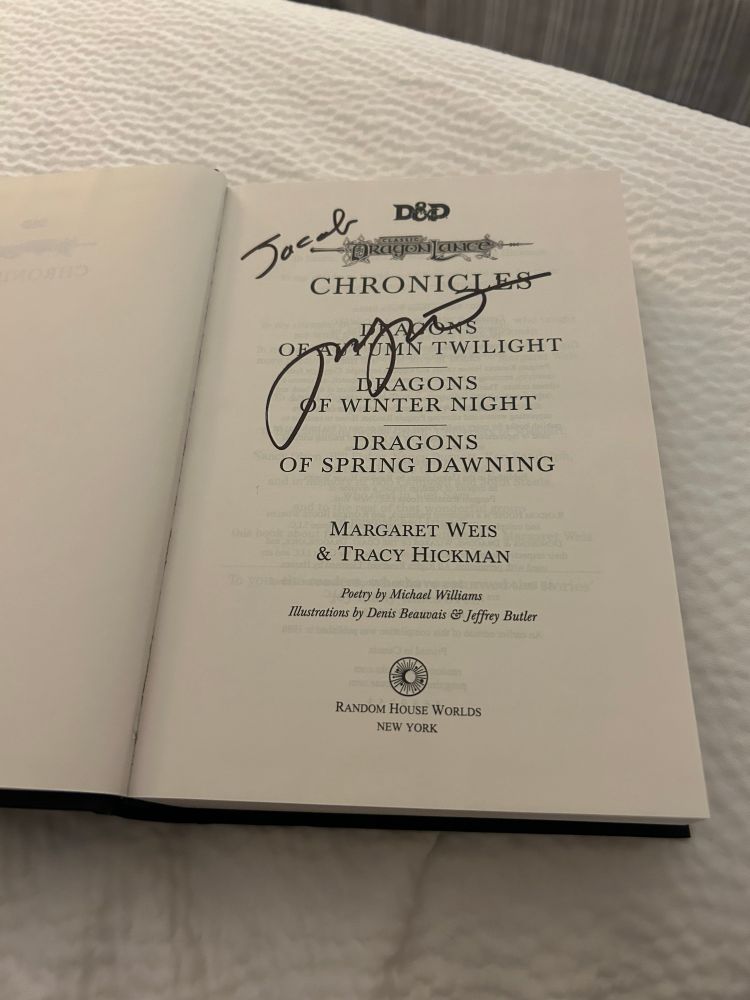 Jacob
D&D
CLASSIC
DRAGONLANCE
CHRONICLES
DRAGONS
OF AUTUMN TWILIGHT
DRAGONS
OF WINTER NIGHT
DRAGONS
OF SPRING DAWNING
MARGARET WEIS
& TRACY HICKMAN
Poetry by Michael Williams
Illustrations by Denis Beauvais & Jeffrey Butler
RANDOM HOUSE WORLDS
NEW YORK